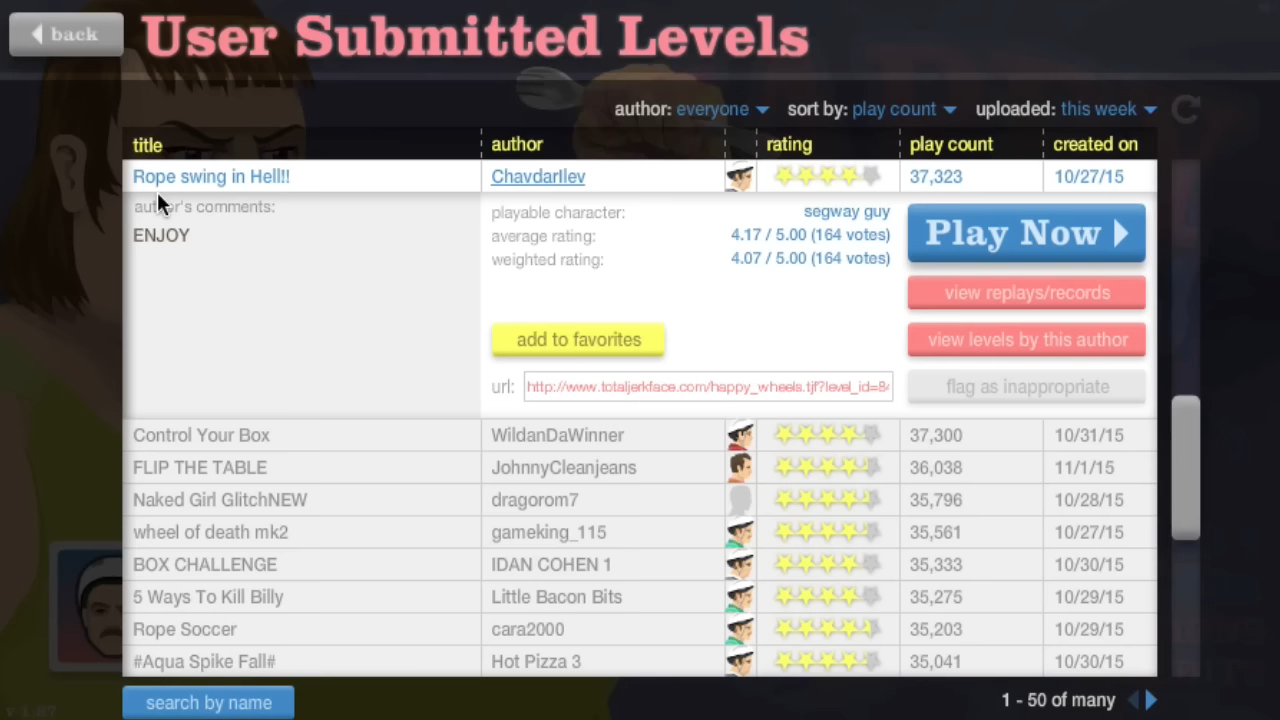 back
User Submitted Levels
author: everyone sort by: play count uploaded: this week
title author rating play count created on
Rope swing in Hell!! ChavdarIlev 37,323 10/27/15
author's comments:
ENJOY
playable character: segway guy
average rating: 4.17 / 5.00 (164 votes)
weighted rating: 4.07 / 5.00 (164 votes)
Play Now
view replays/records
add to favorites
view levels by this author
url: http://www.totaljerkface.com/happy_wheels.tjf?level_id=8
flag as inappropriate
Control Your Box WildanDaWinner 37,300 10/31/15
FLIP THE TABLE JohnnyCleanjeans 36,038 11/1/15
Naked Girl GlitchNEW dragorom7 35,796 10/28/15
wheel of death mk2 gameking_115 35,561 10/27/15
BOX CHALLENGE IDAN COHEN 1 35,333 10/30/15
5 Ways To Kill Billy Little Bacon Bits 35,275 10/29/15
Rope Soccer cara2000 35,203 10/29/15
#Aqua Spike Fall# Hot Pizza 3 35,041 10/30/15
search by name
1 - 50 of many